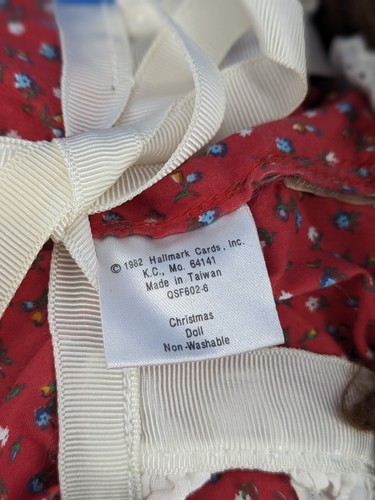 © 1982 Hallmark Cards, Inc.
K.C., Mo. 64141
Made in Taiwan
QSF602-6
Christmas
Doll
Non-Washable